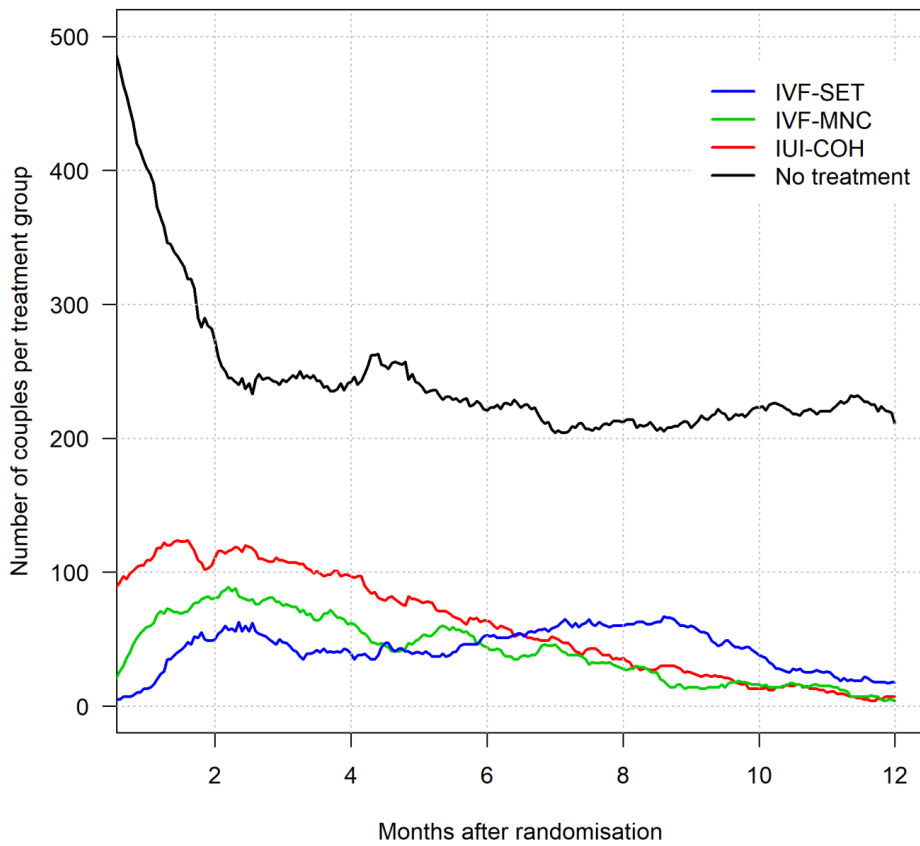 Number of couples per treatment group
500
400
300
200
100
0
IVF-SET
IVF-MNC
IUI-COH
No treatment
2 4 6 8 10 12
Months after randomisation